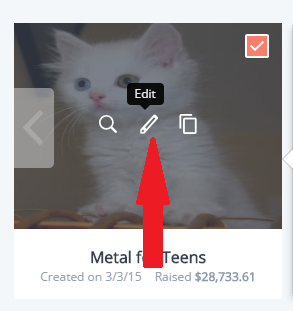 Edit
Metal for Teens
Created on 3/3/15 Raised $28,733.61